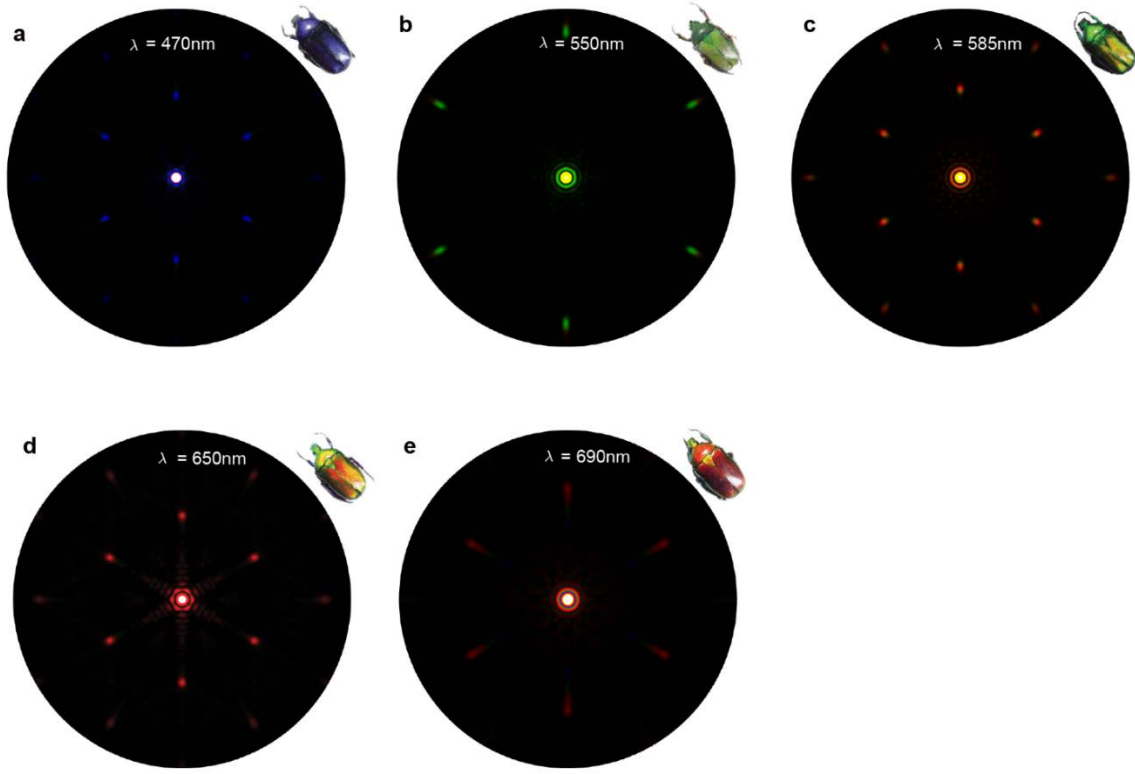 a
λ = 470nm
b
λ = 550nm
c
λ = 585nm
d
λ = 650nm
e
λ = 690nm